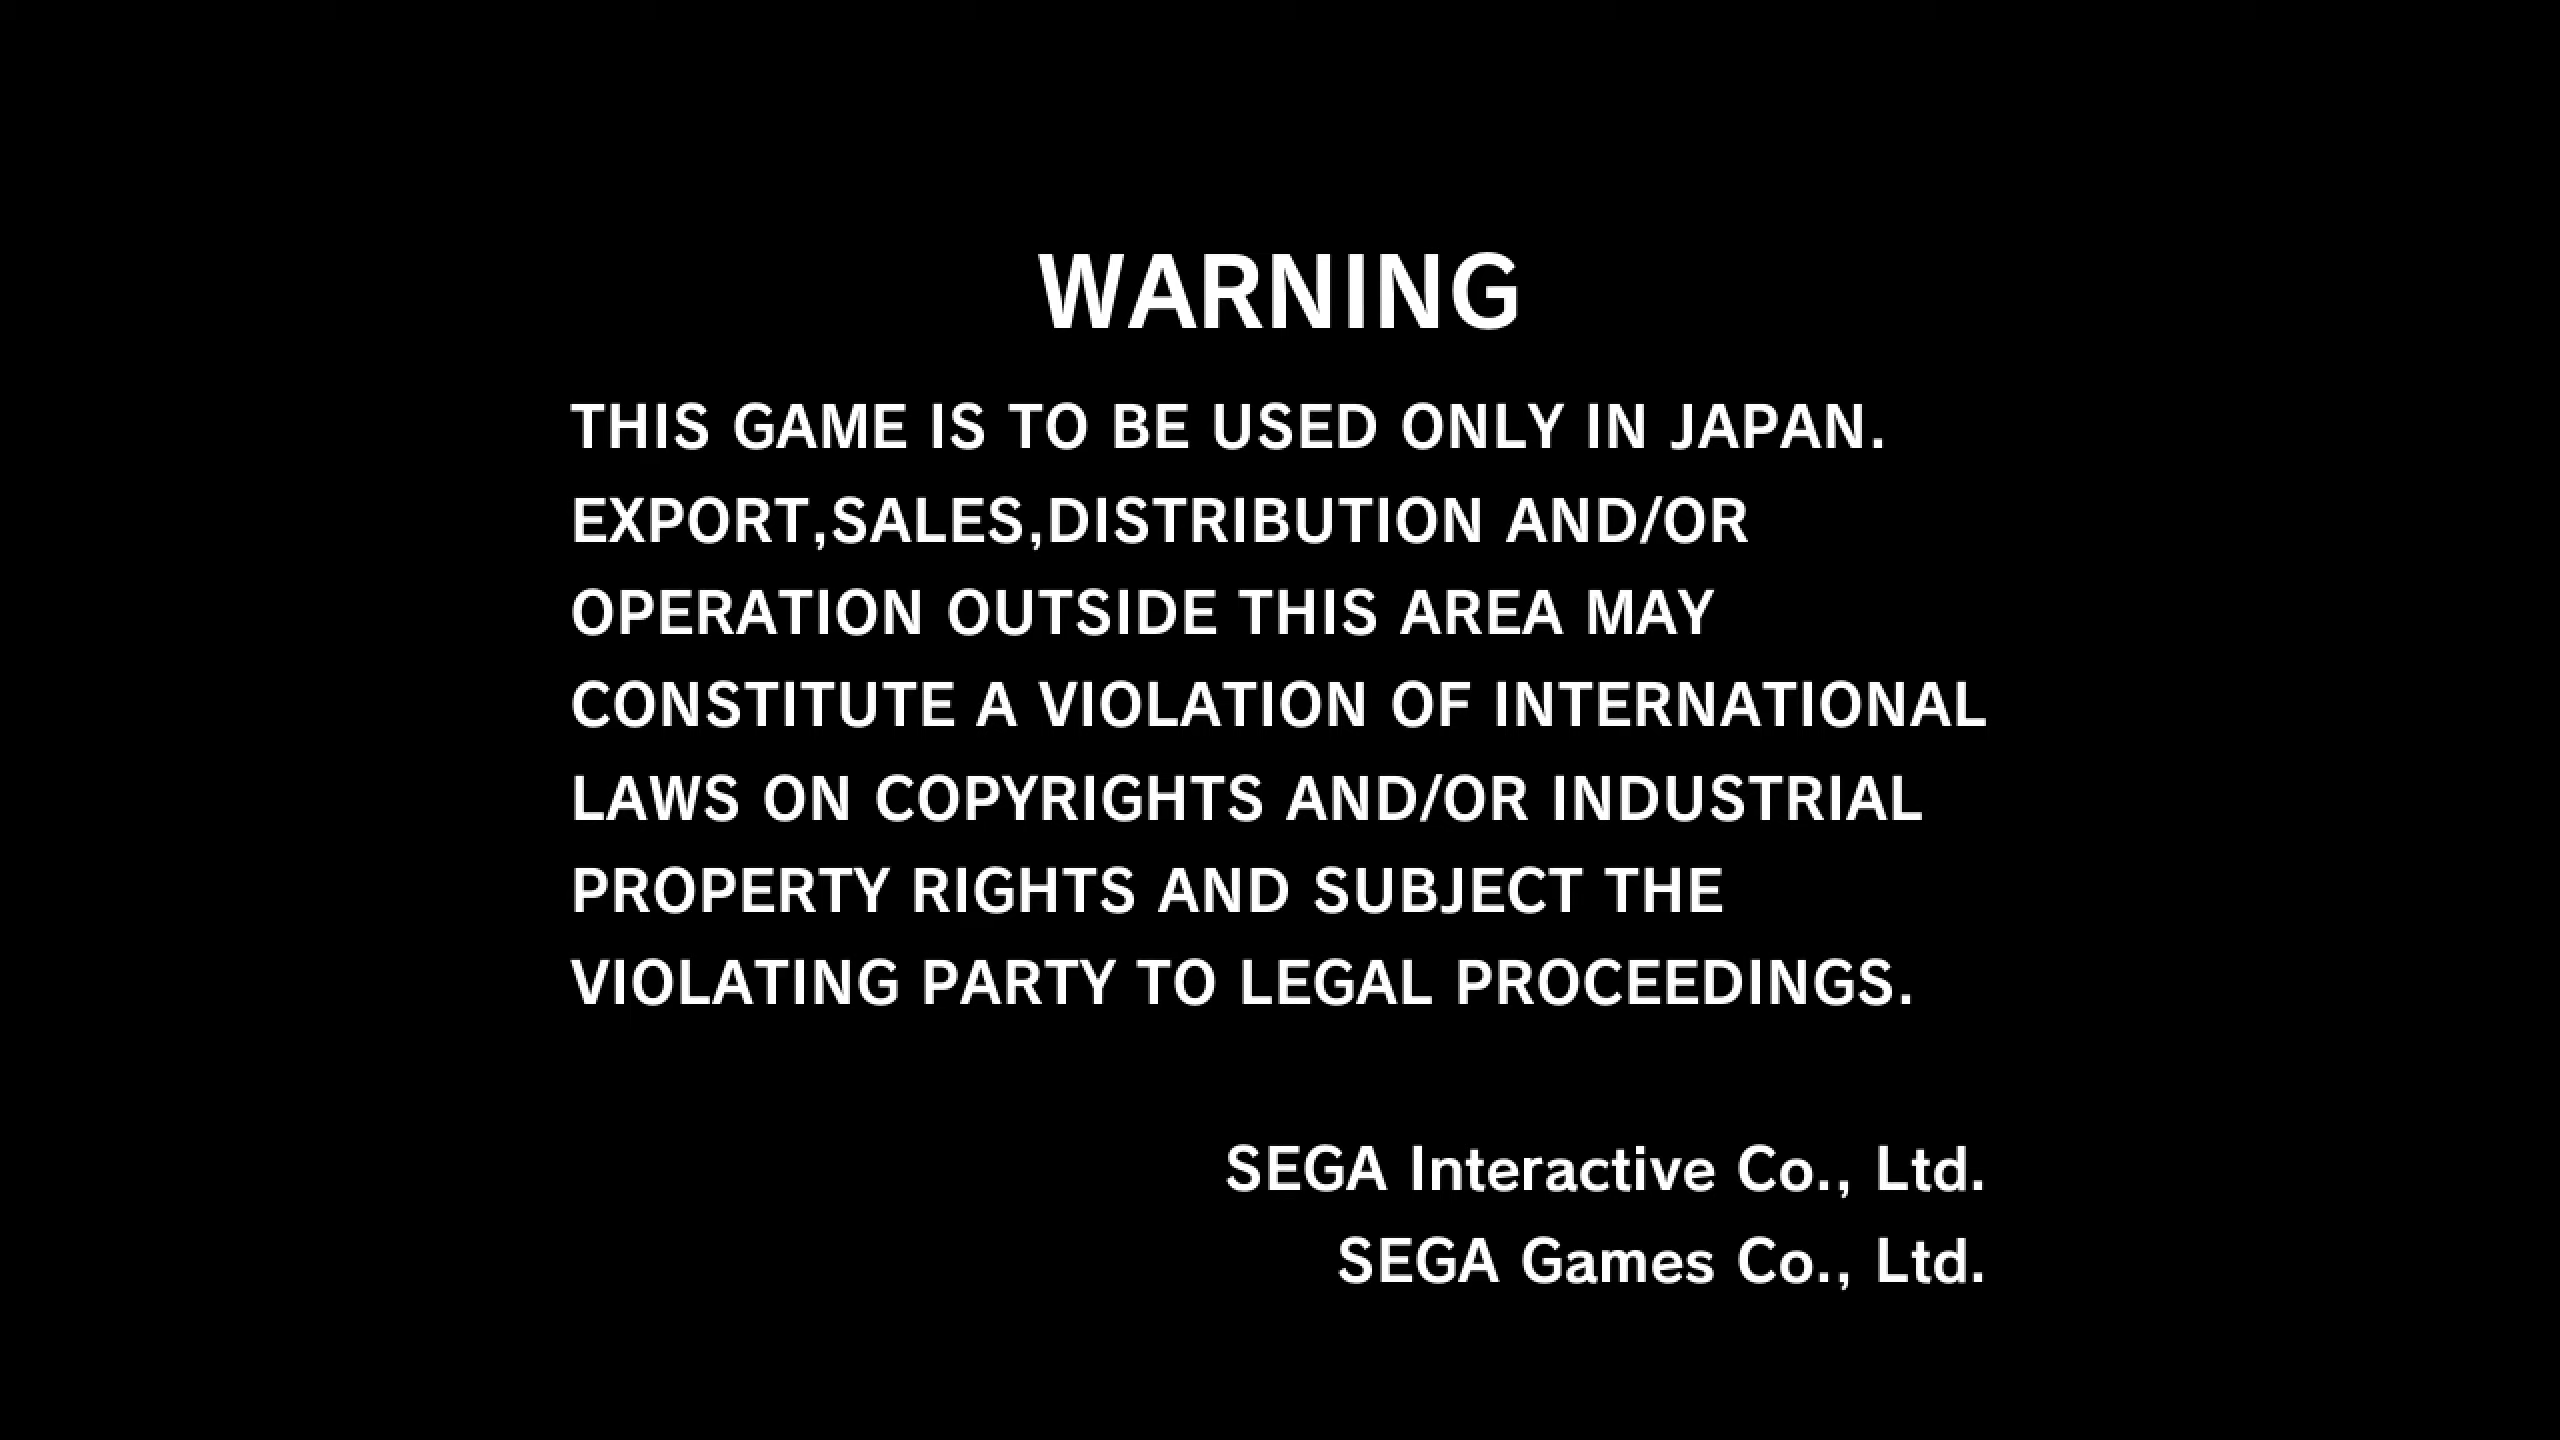 WARNING
THIS GAME IS TO BE USED ONLY IN JAPAN.
EXPORT,SALES,DISTRIBUTION AND/OR
OPERATION OUTSIDE THIS AREA MAY
CONSTITUTE A VIOLATION OF INTERNATIONAL
LAWS ON COPYRIGHTS AND/OR INDUSTRIAL
PROPERTY RIGHTS AND SUBJECT THE
VIOLATING PARTY TO LEGAL PROCEEDINGS.
SEGA Interactive Co., Ltd.
SEGA Games Co., Ltd.